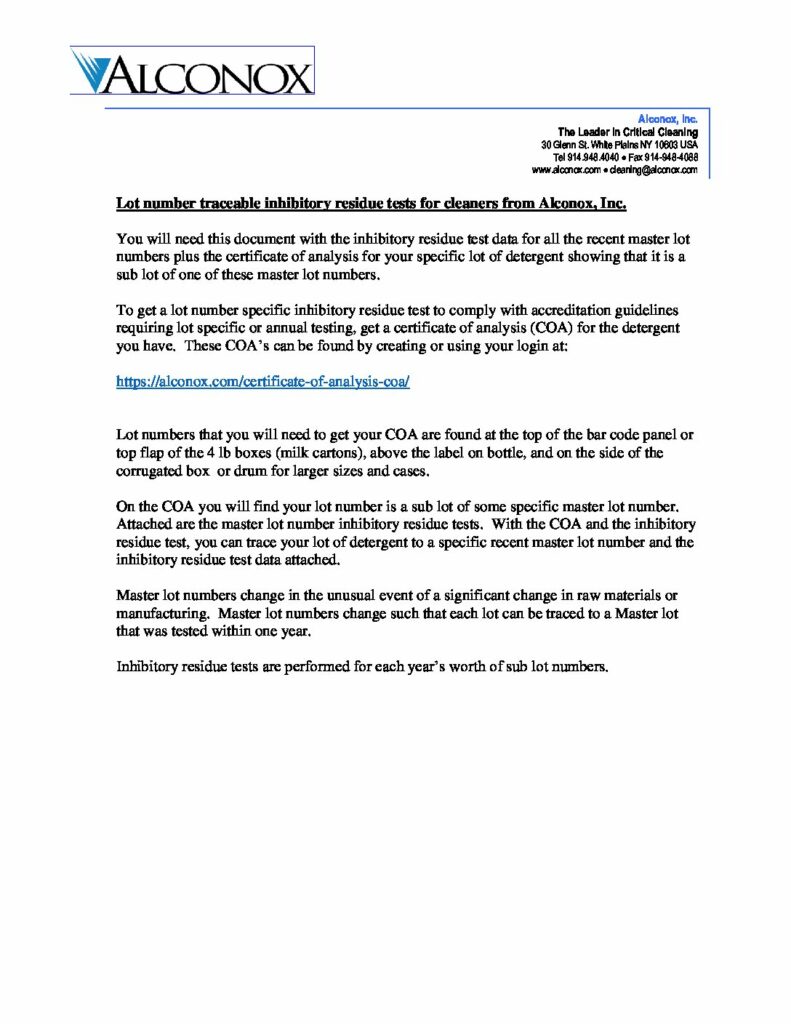 ALCONOX
Alconox, Inc.
The Leader in Critical Cleaning
30 Glenn St. White Plains NY 10603 USA
Tel 914.948.4040 ● Fax 914-948-4088
www.alconox.com ● cleaning@alconox.com
Lot number traceable inhibitory residue tests for cleaners from Alconox, Inc.
You will need this document with the inhibitory residue test data for all the recent master lot
numbers plus the certificate of analysis for your specific lot of detergent showing that it is a
sub lot of one of these master lot numbers.
To get a lot number specific inhibitory residue test to comply with accreditation guidelines
requiring lot specific or annual testing, get a certificate of analysis (COA) for the detergent
you have.  These COA's can be found by creating or using your login at:
https://alconox.com/certificate-of-analysis-coa/
Lot numbers that you will need to get your COA are found at the top of the bar code panel or
top flap of the 4 lb boxes (milk cartons), above the label on bottle, and on the side of the
corrugated box  or drum for larger sizes and cases.
On the COA you will find your lot number is a sub lot of some specific master lot number.
Attached are the master lot number inhibitory residue tests.  With the COA and the inhibitory
residue test, you can trace your lot of detergent to a specific recent master lot number and the
inhibitory residue test data attached.
Master lot numbers change in the unusual event of a significant change in raw materials or
manufacturing.  Master lot numbers change such that each lot can be traced to a Master lot
that was tested within one year.
Inhibitory residue tests are performed for each year's worth of sub lot numbers.